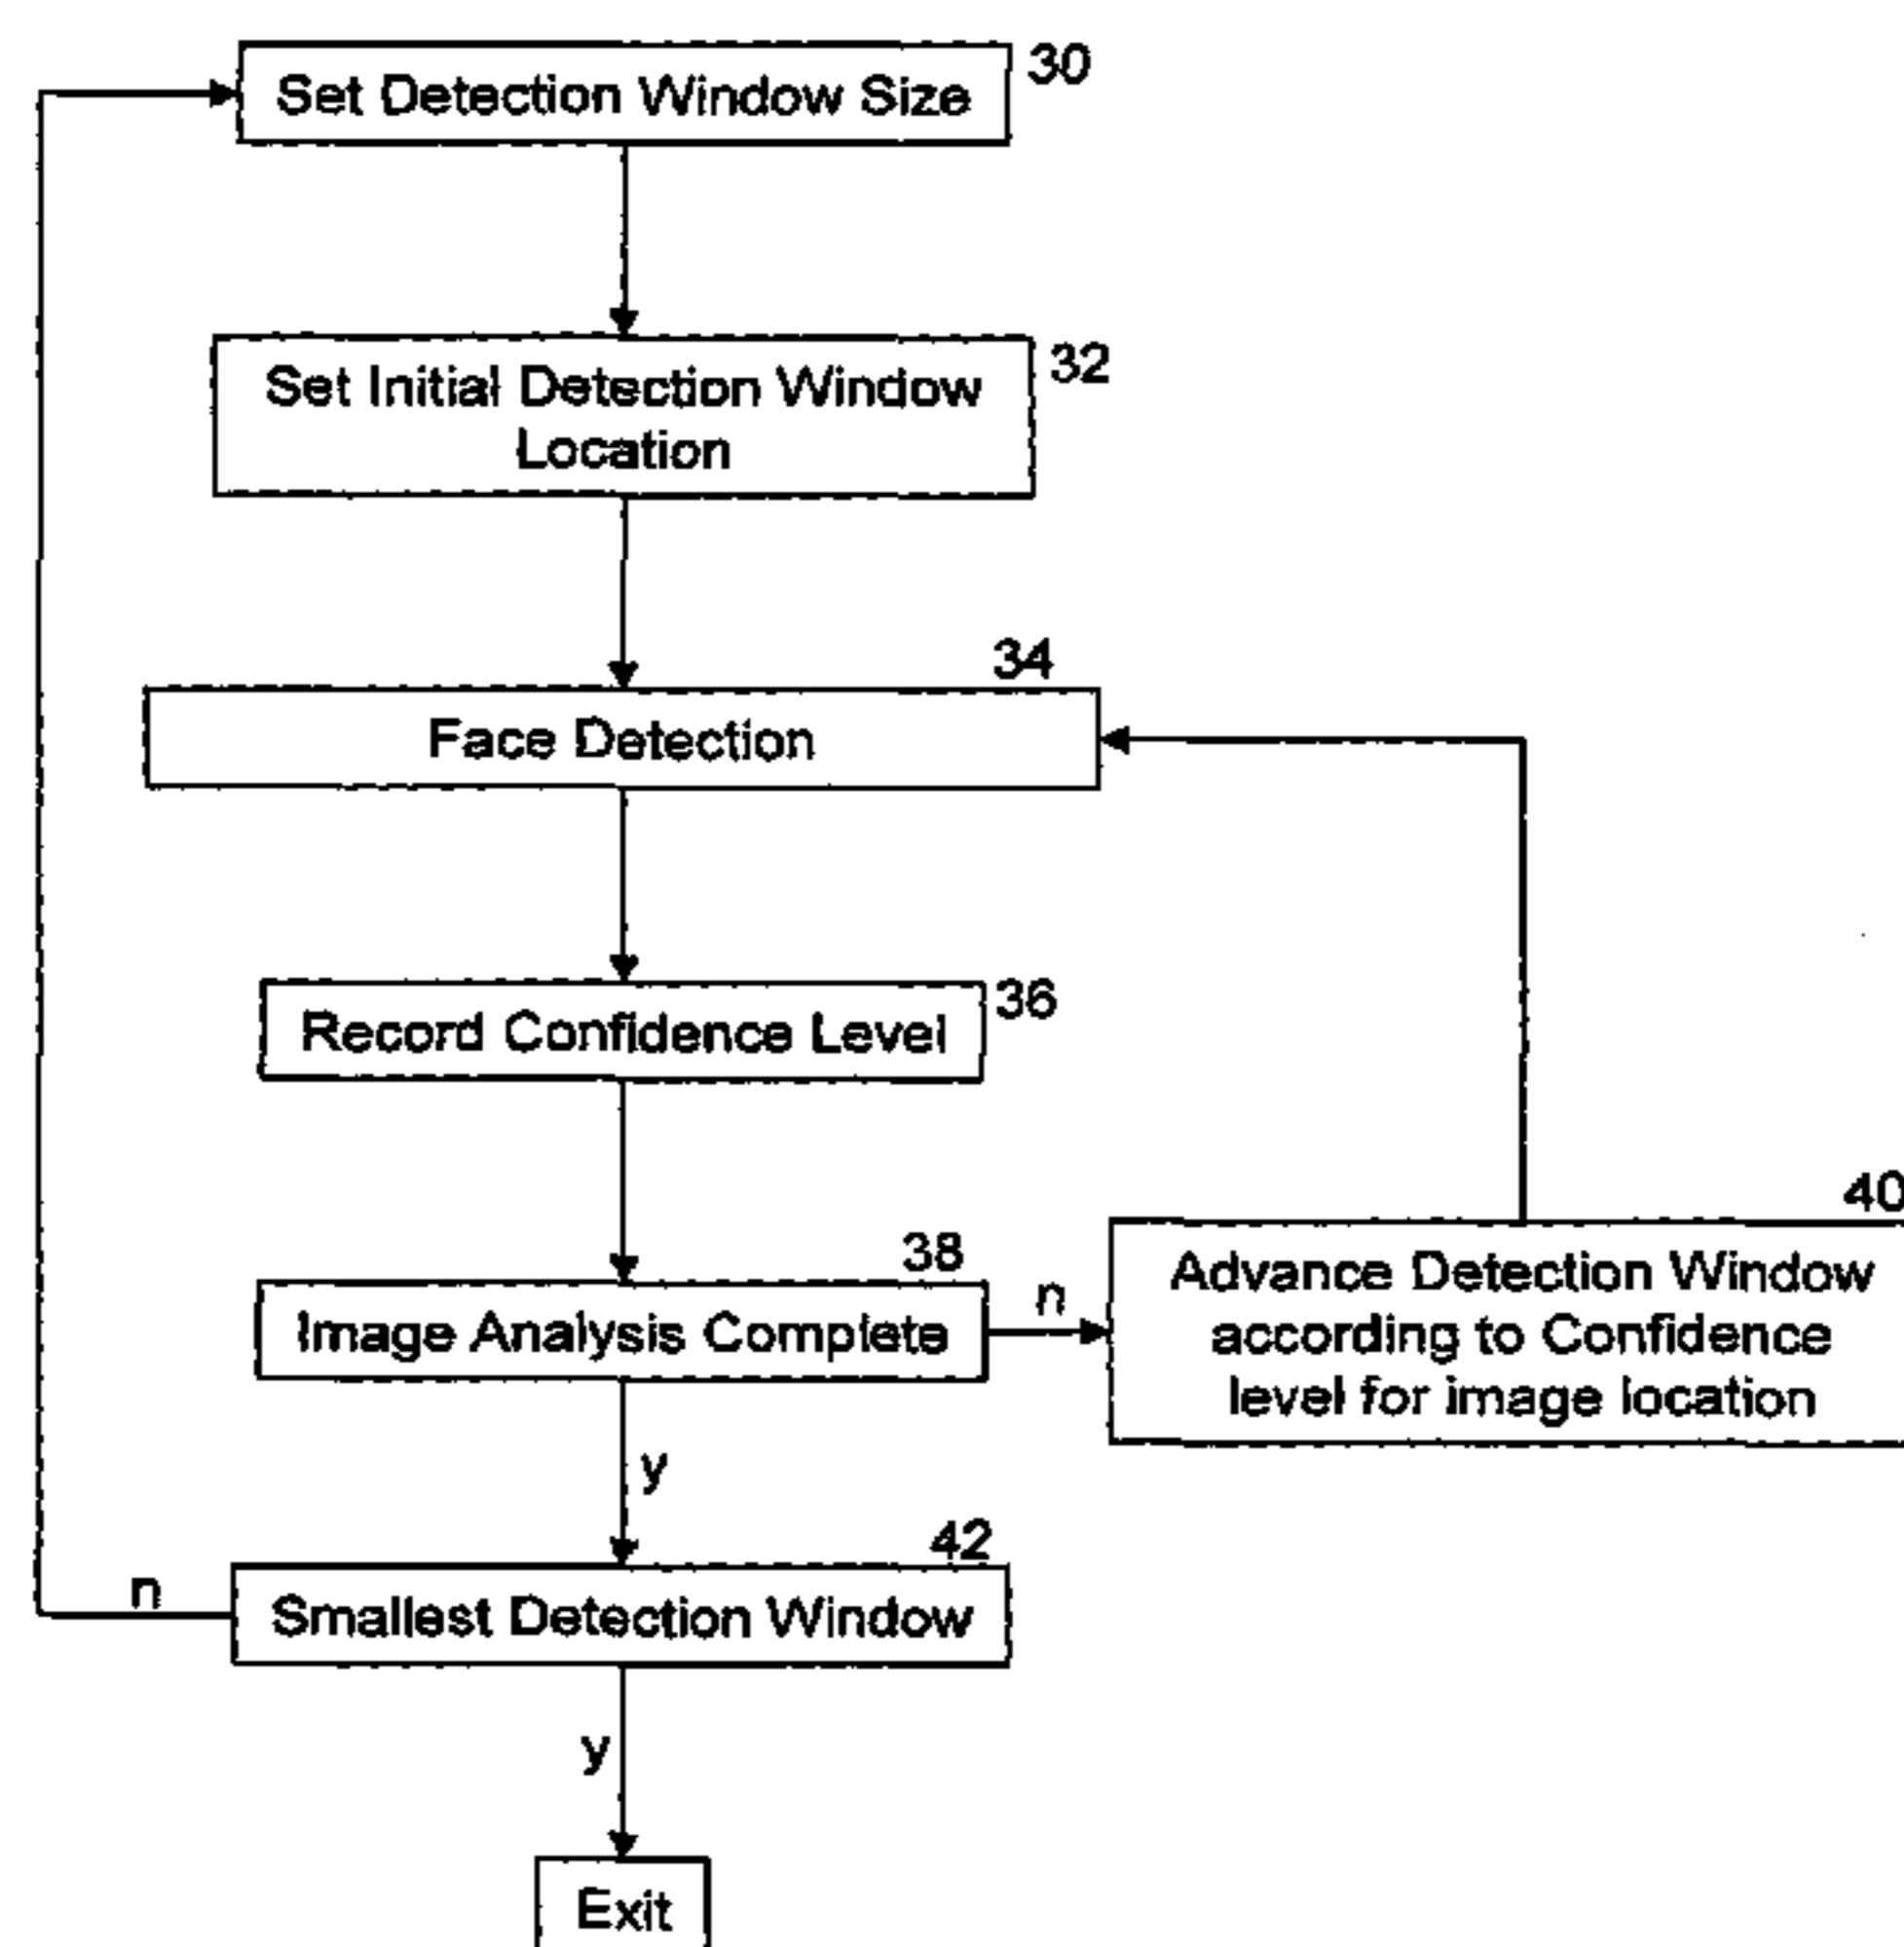 Set Detection Window Size
30
Set Initial Detection Window
Location
32
34
Face Detection
Record Confidence Level
36
38
Image Analysis Complete
n
40
Advance Detection Window
according to Confidence
level for image location
y
42
Smallest Detection Window
n
y
Exit